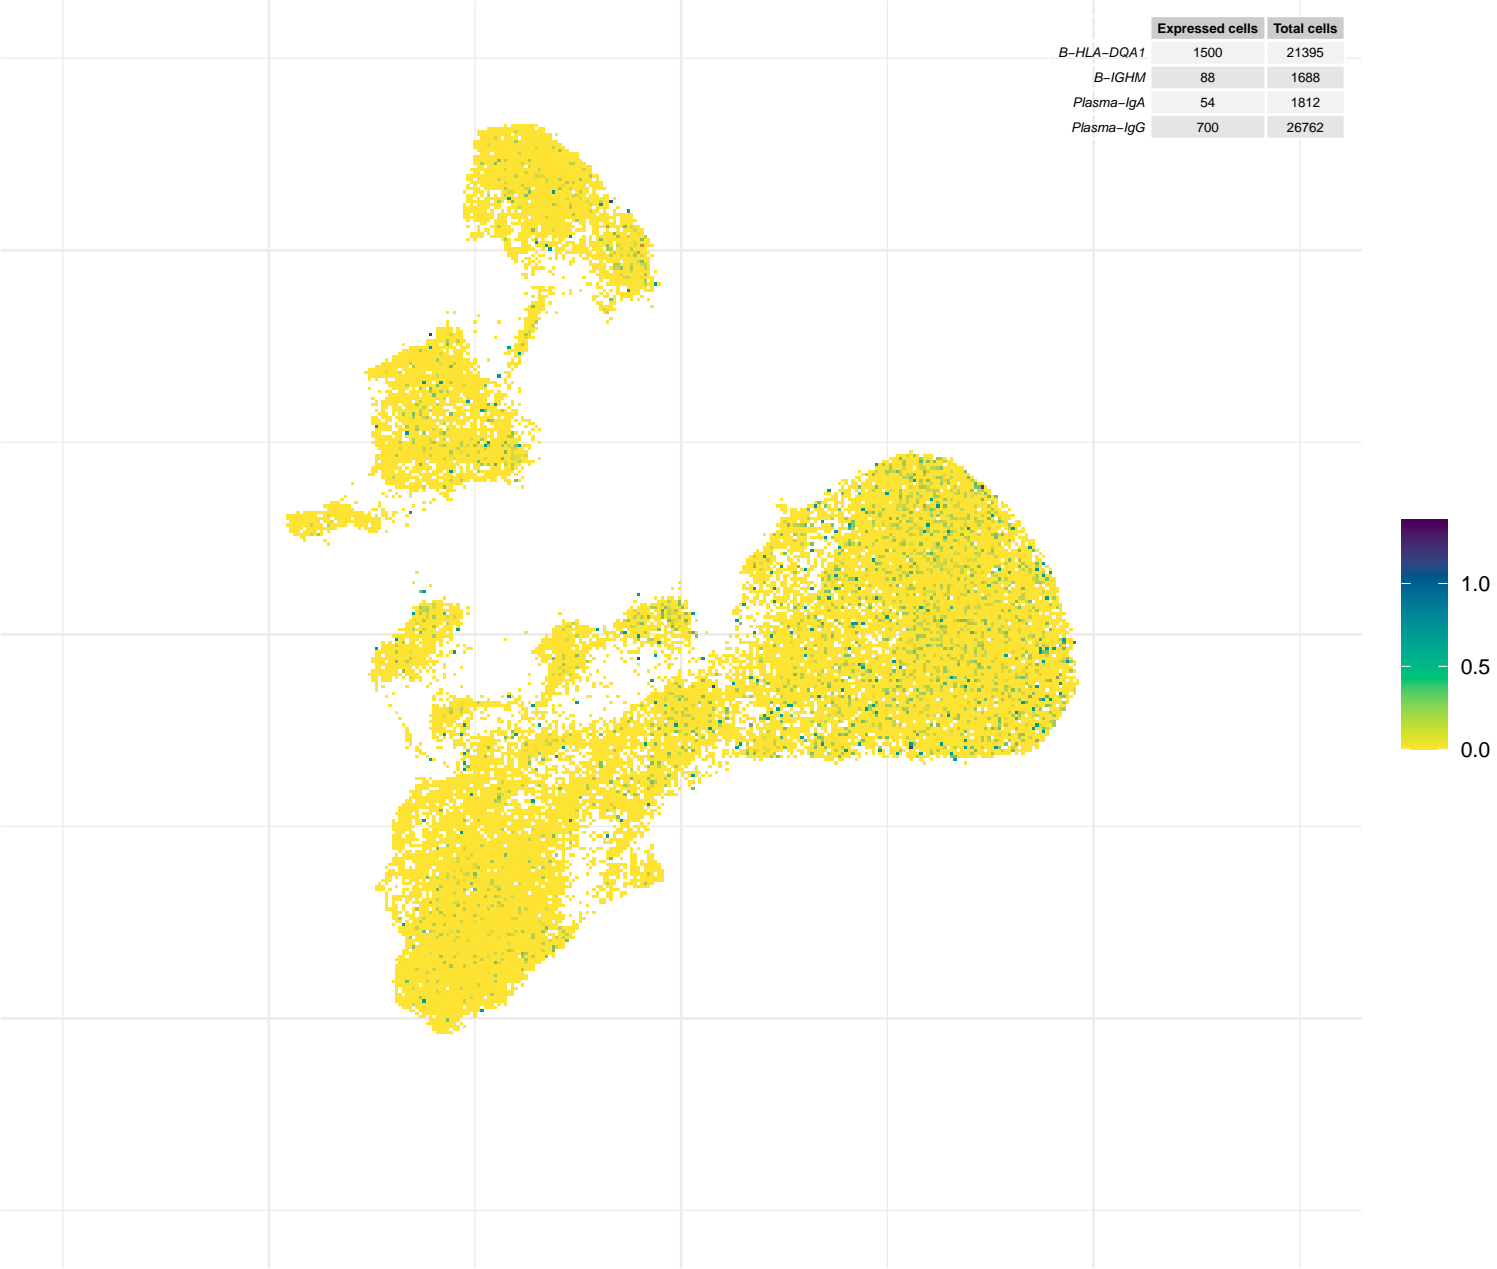 Expressed cells Total cells
B−HLA−DQA1 1500 21395
B−IGHM 88 1688
Plasma−IgA 54 1812
Plasma−IgG 700 26762
1.0
0.5
0.0